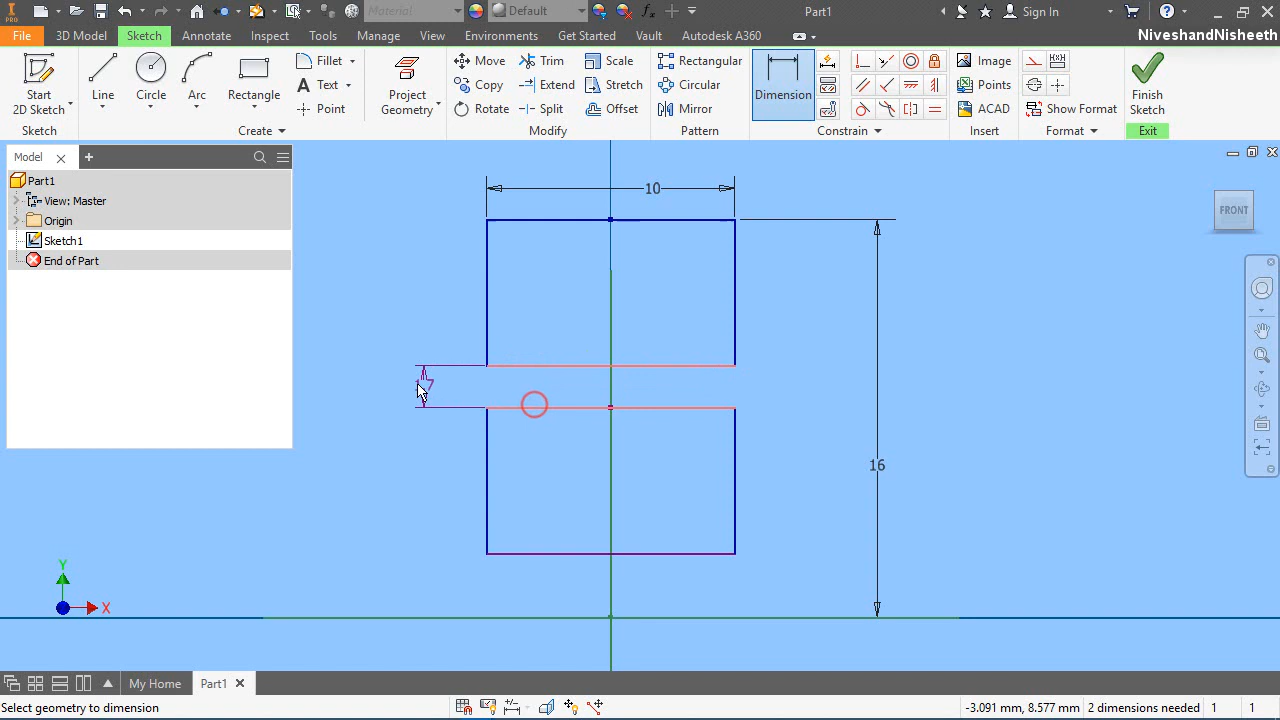 PRO
Material
Default
fx
Part1
Sign In
NiveshandNisheeth
File
3D Model
Sketch
Annotate
Inspect
Tools
Manage
View
Environments
Get Started
Vault
Autodesk A360
Start
2D Sketch
Line
Circle
Arc
Rectangle
Fillet
Text
Point
Project
Geometry
Move
Copy
Rotate
Trim
Extend
Split
Scale
Stretch
Offset
Rectangular
Circular
Mirror
Dimension
Image
Points
ACAD
Show Format
Finish
Sketch
Sketch
Create
Modify
Pattern
Constrain
Insert
Format
Exit
Model
Part1
View: Master
Origin
Sketch1
End of Part
10
16
FRONT
Y
X
My Home
Part1
Select geometry to dimension
-3.091 mm, 8.577 mm
2 dimensions needed
1
1